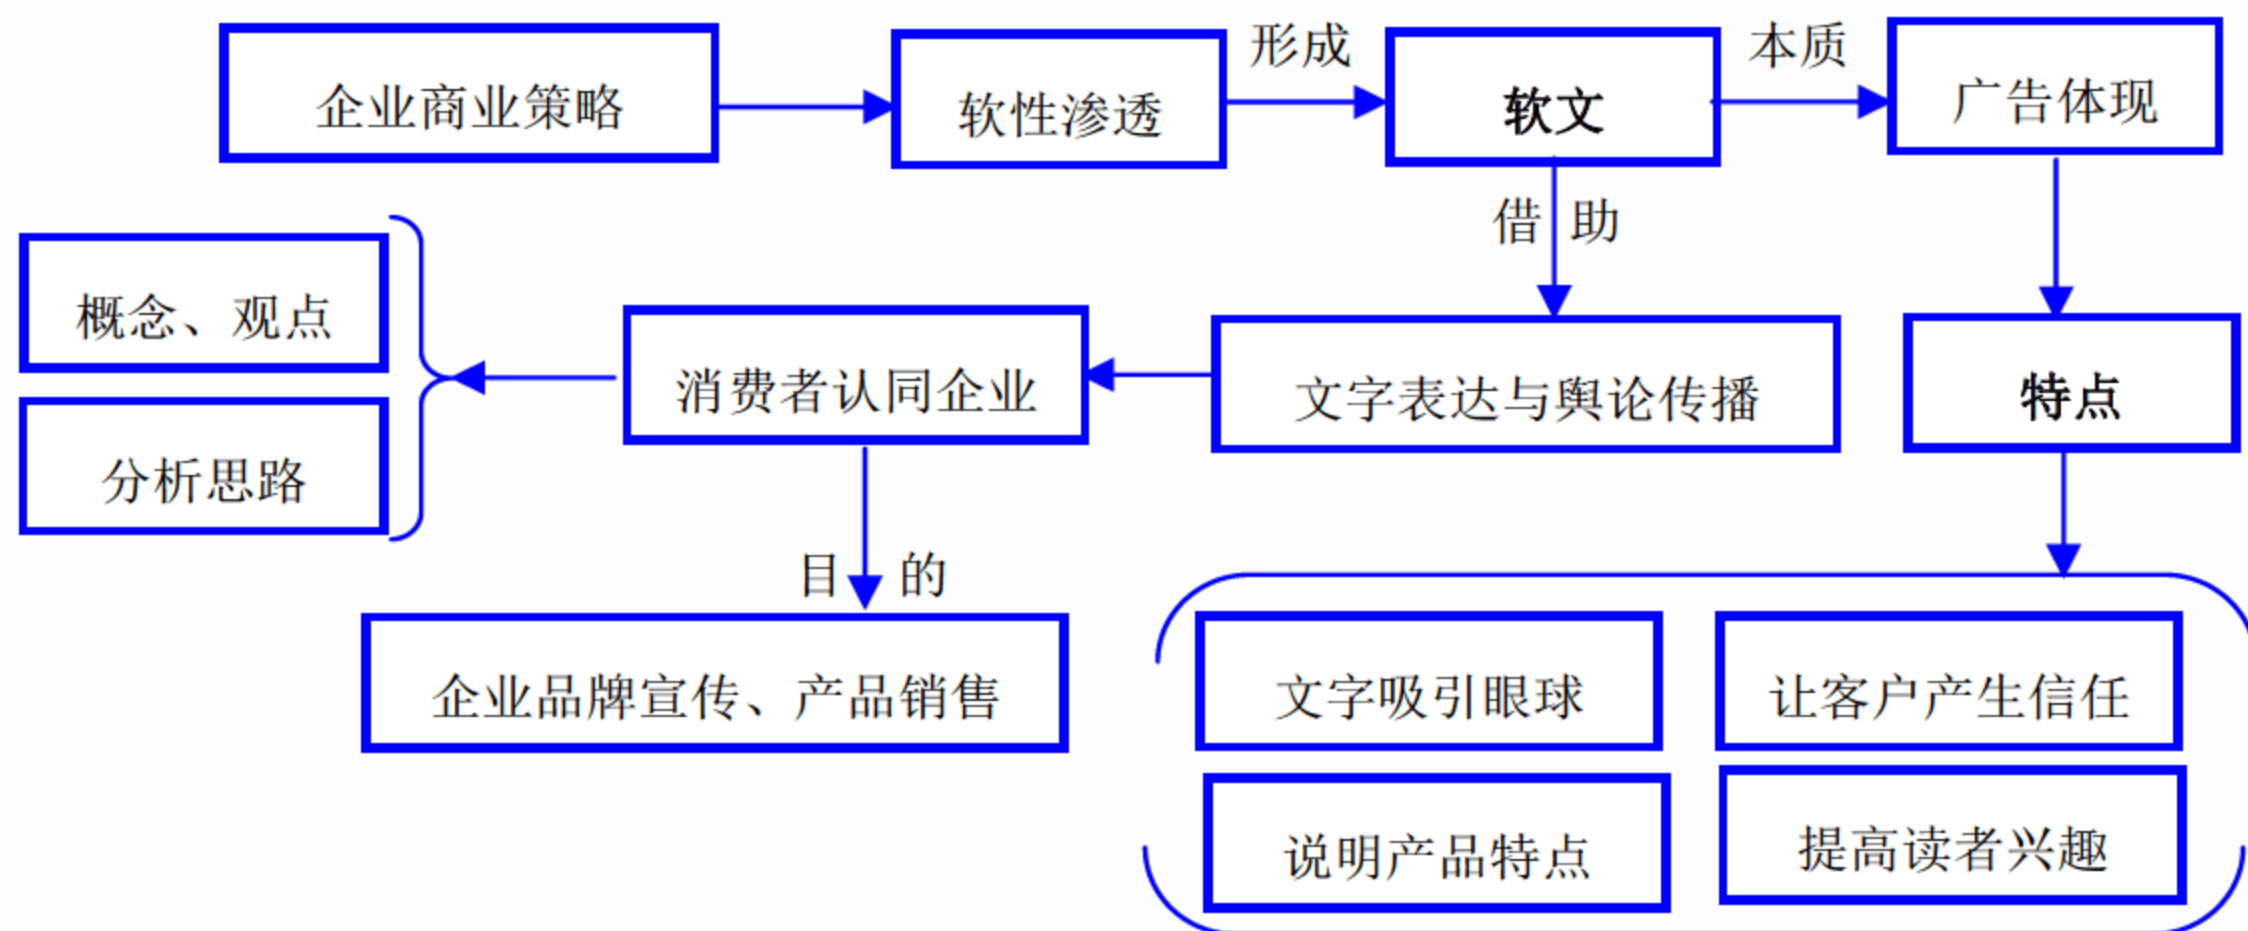 企业商业策略
软性渗透
形成
软文
本质
广告体现
借助
概念、观点
分析思路
消费者认同企业
文字表达与舆论传播
特点
目的
企业品牌宣传、产品销售
文字吸引眼球
让客户产生信任
说明产品特点
提高读者兴趣